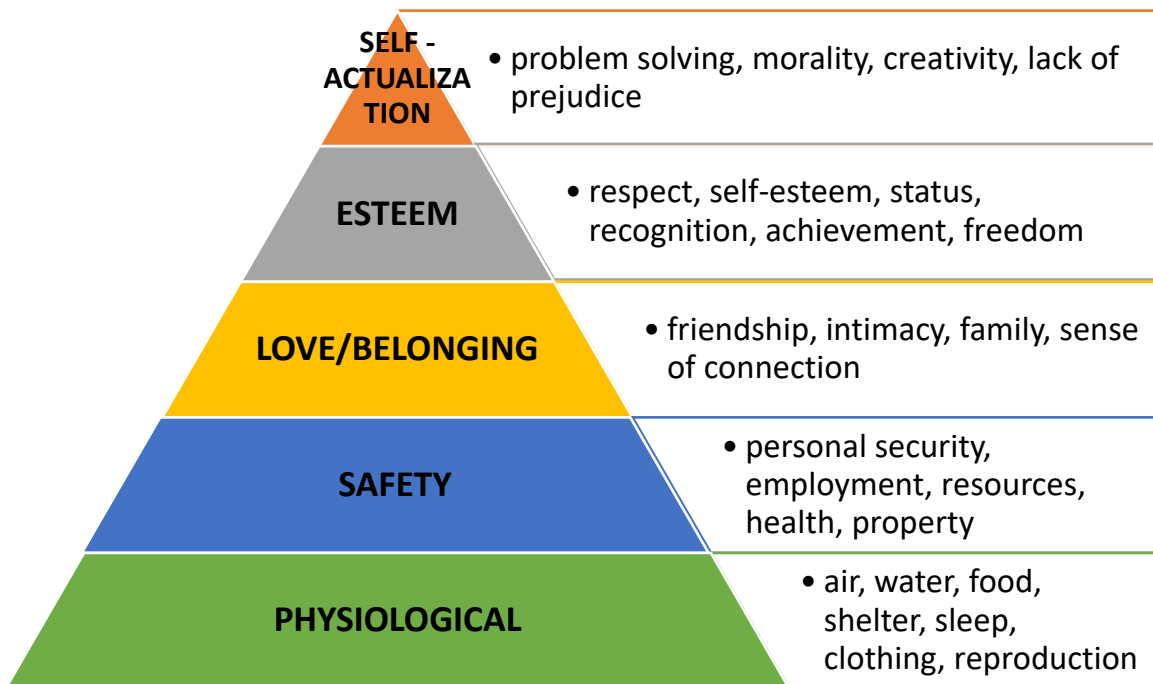 SELF -
ACTUALIZA
TION
• problem solving, morality, creativity, lack of
prejudice
ESTEEM
• respect, self-esteem, status,
recognition, achievement, freedom
LOVE/BELONGING
• friendship, intimacy, family, sense
of connection
SAFETY
• personal security,
employment, resources,
health, property
PHYSIOLOGICAL
• air, water, food,
shelter, sleep,
clothing, reproduction